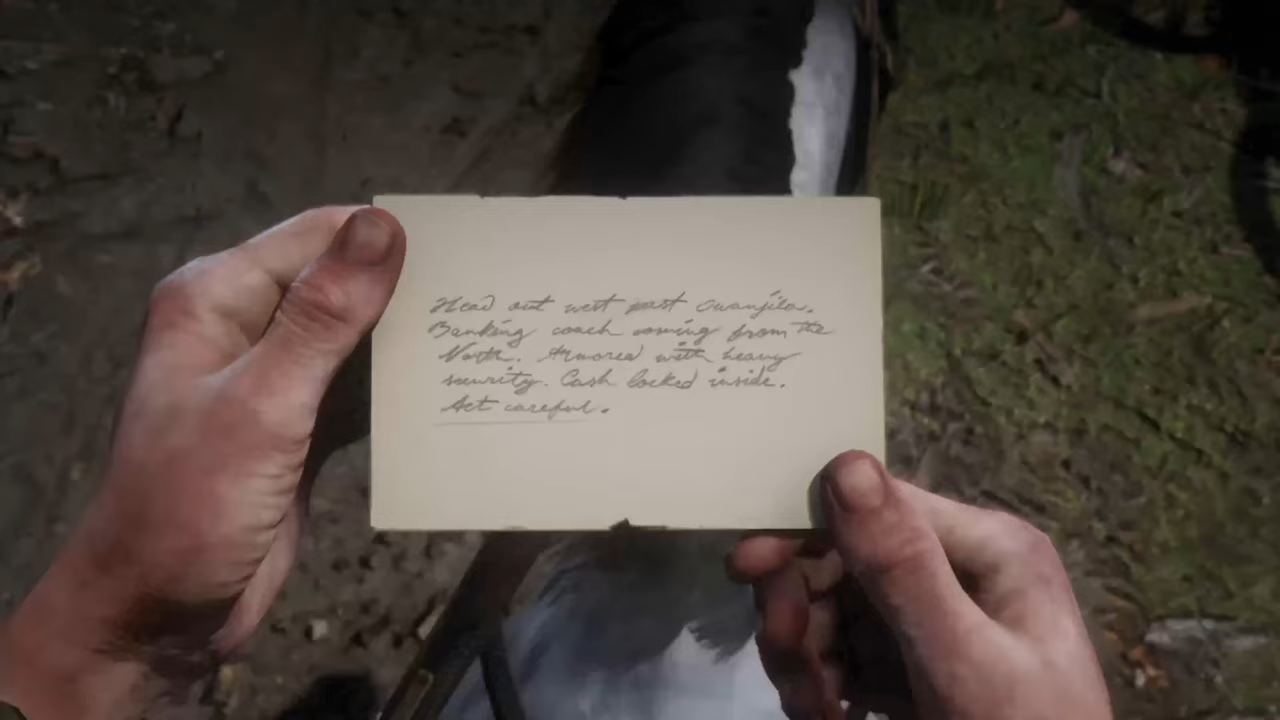 Head out west past Owanjila.
Banking coach coming from the
North. Armored with heavy
security. Cash locked inside.
Act careful.